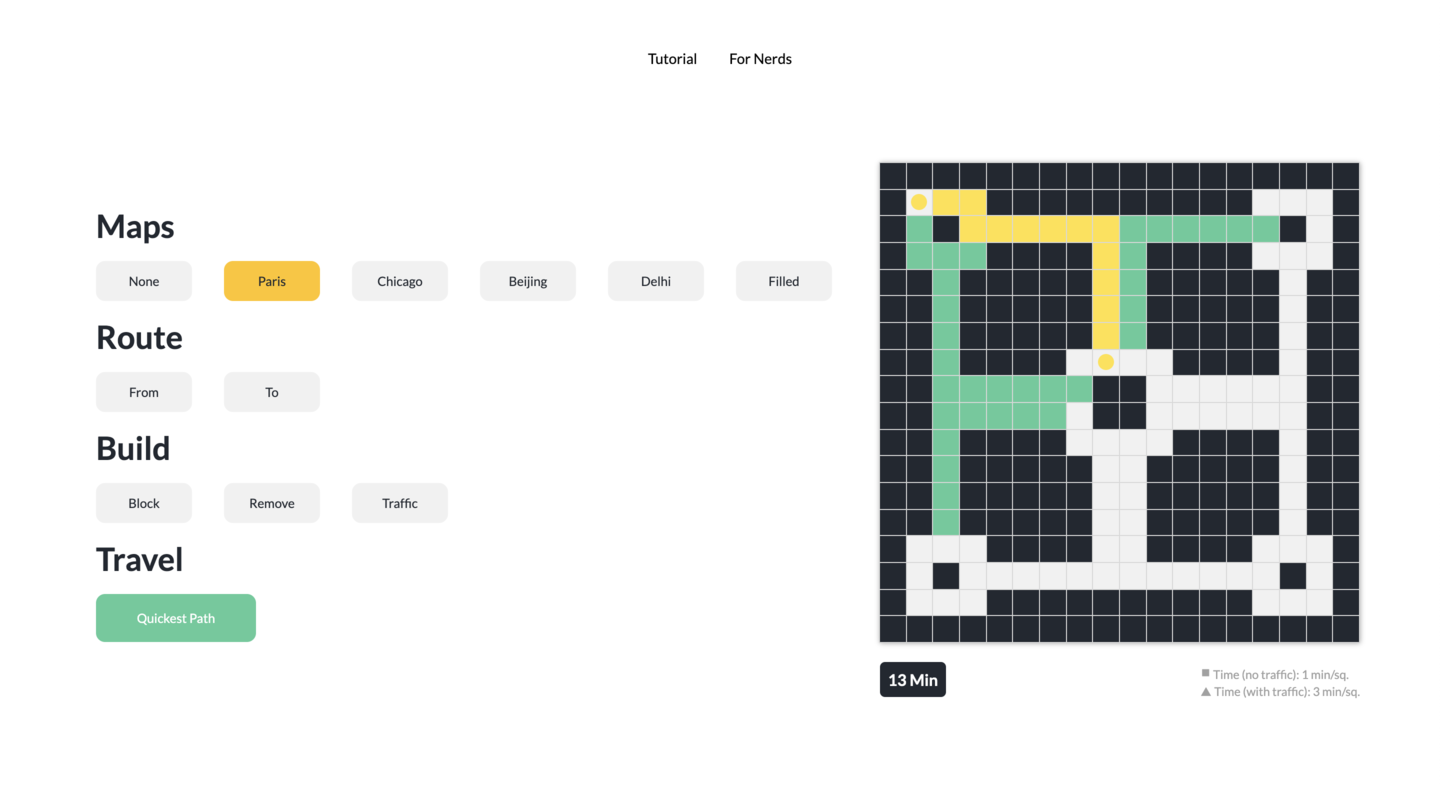 Tutorial For Nerds
Maps
None Paris Chicago Beijing Delhi Filled
Route
From To
Build
Block Remove Traffic
Travel
Quickest Path
13 Min
Time (no traffic): 1 min/sq.
Time (with traffic): 3 min/sq.